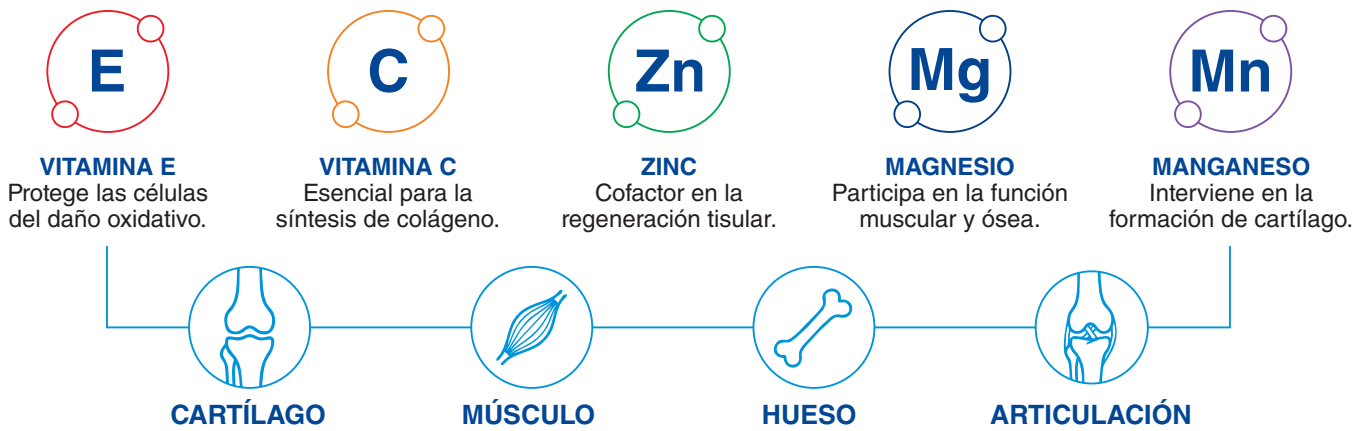 E
C
Zn
Mg
Mn
VITAMINA E
Protege las células
del daño oxidativo.
VITAMINA C
Esencial para la
síntesis de colágeno.
ZINC
Cofactor en la
regeneración tisular.
MAGNESIO
Participa en la función
muscular y ósea.
MANGANESO
Interviene en la
formación de cartílago.
CARTÍLAGO
MÚSCULO
HUESO
ARTICULACIÓN